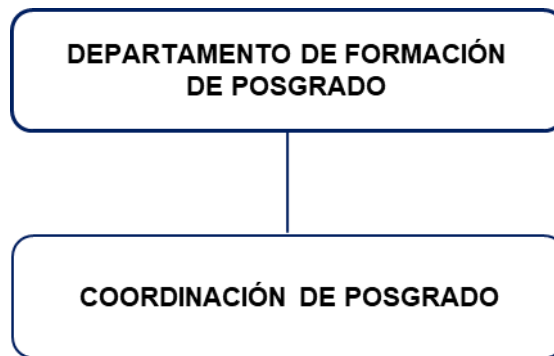 DEPARTAMENTO DE FORMACIÓN
DE POSGRADO
COORDINACIÓN DE POSGRADO